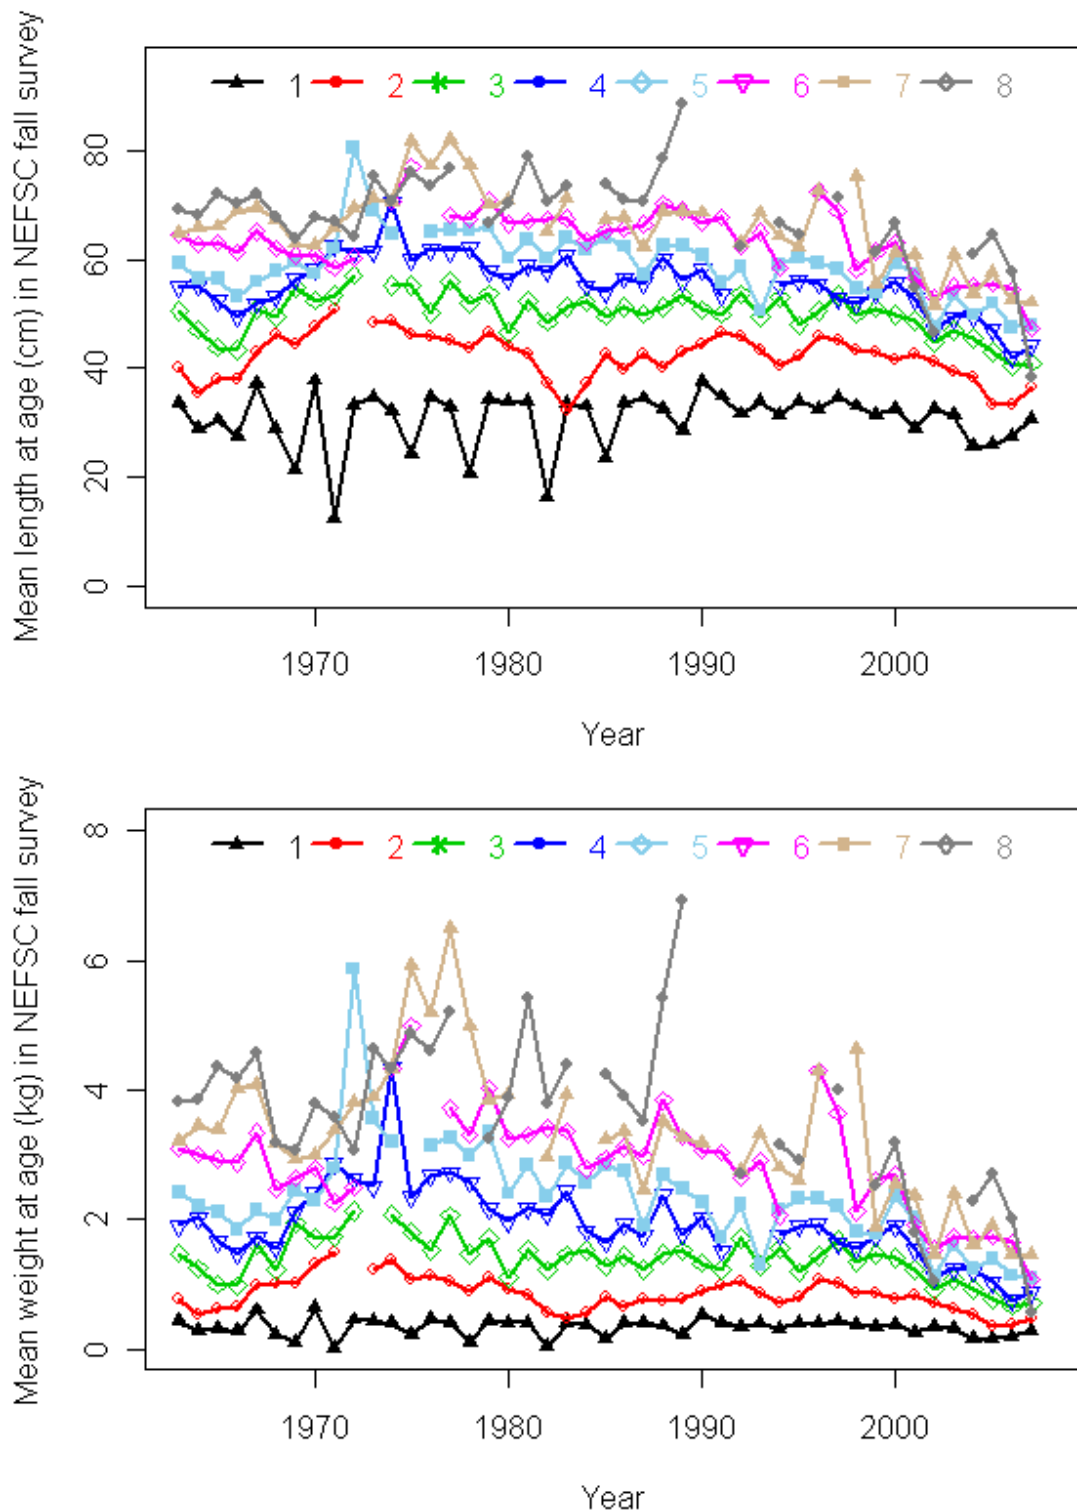 Mean length at age (cm) in NEFSC fall survey
1 2 3 4 5 6 7 8
80
60
40
20
0
1970 1980 1990 2000
Year
Mean weight at age (kg) in NEFSC fall survey
1 2 3 4 5 6 7 8
8
6
4
2
0
1970 1980 1990 2000
Year